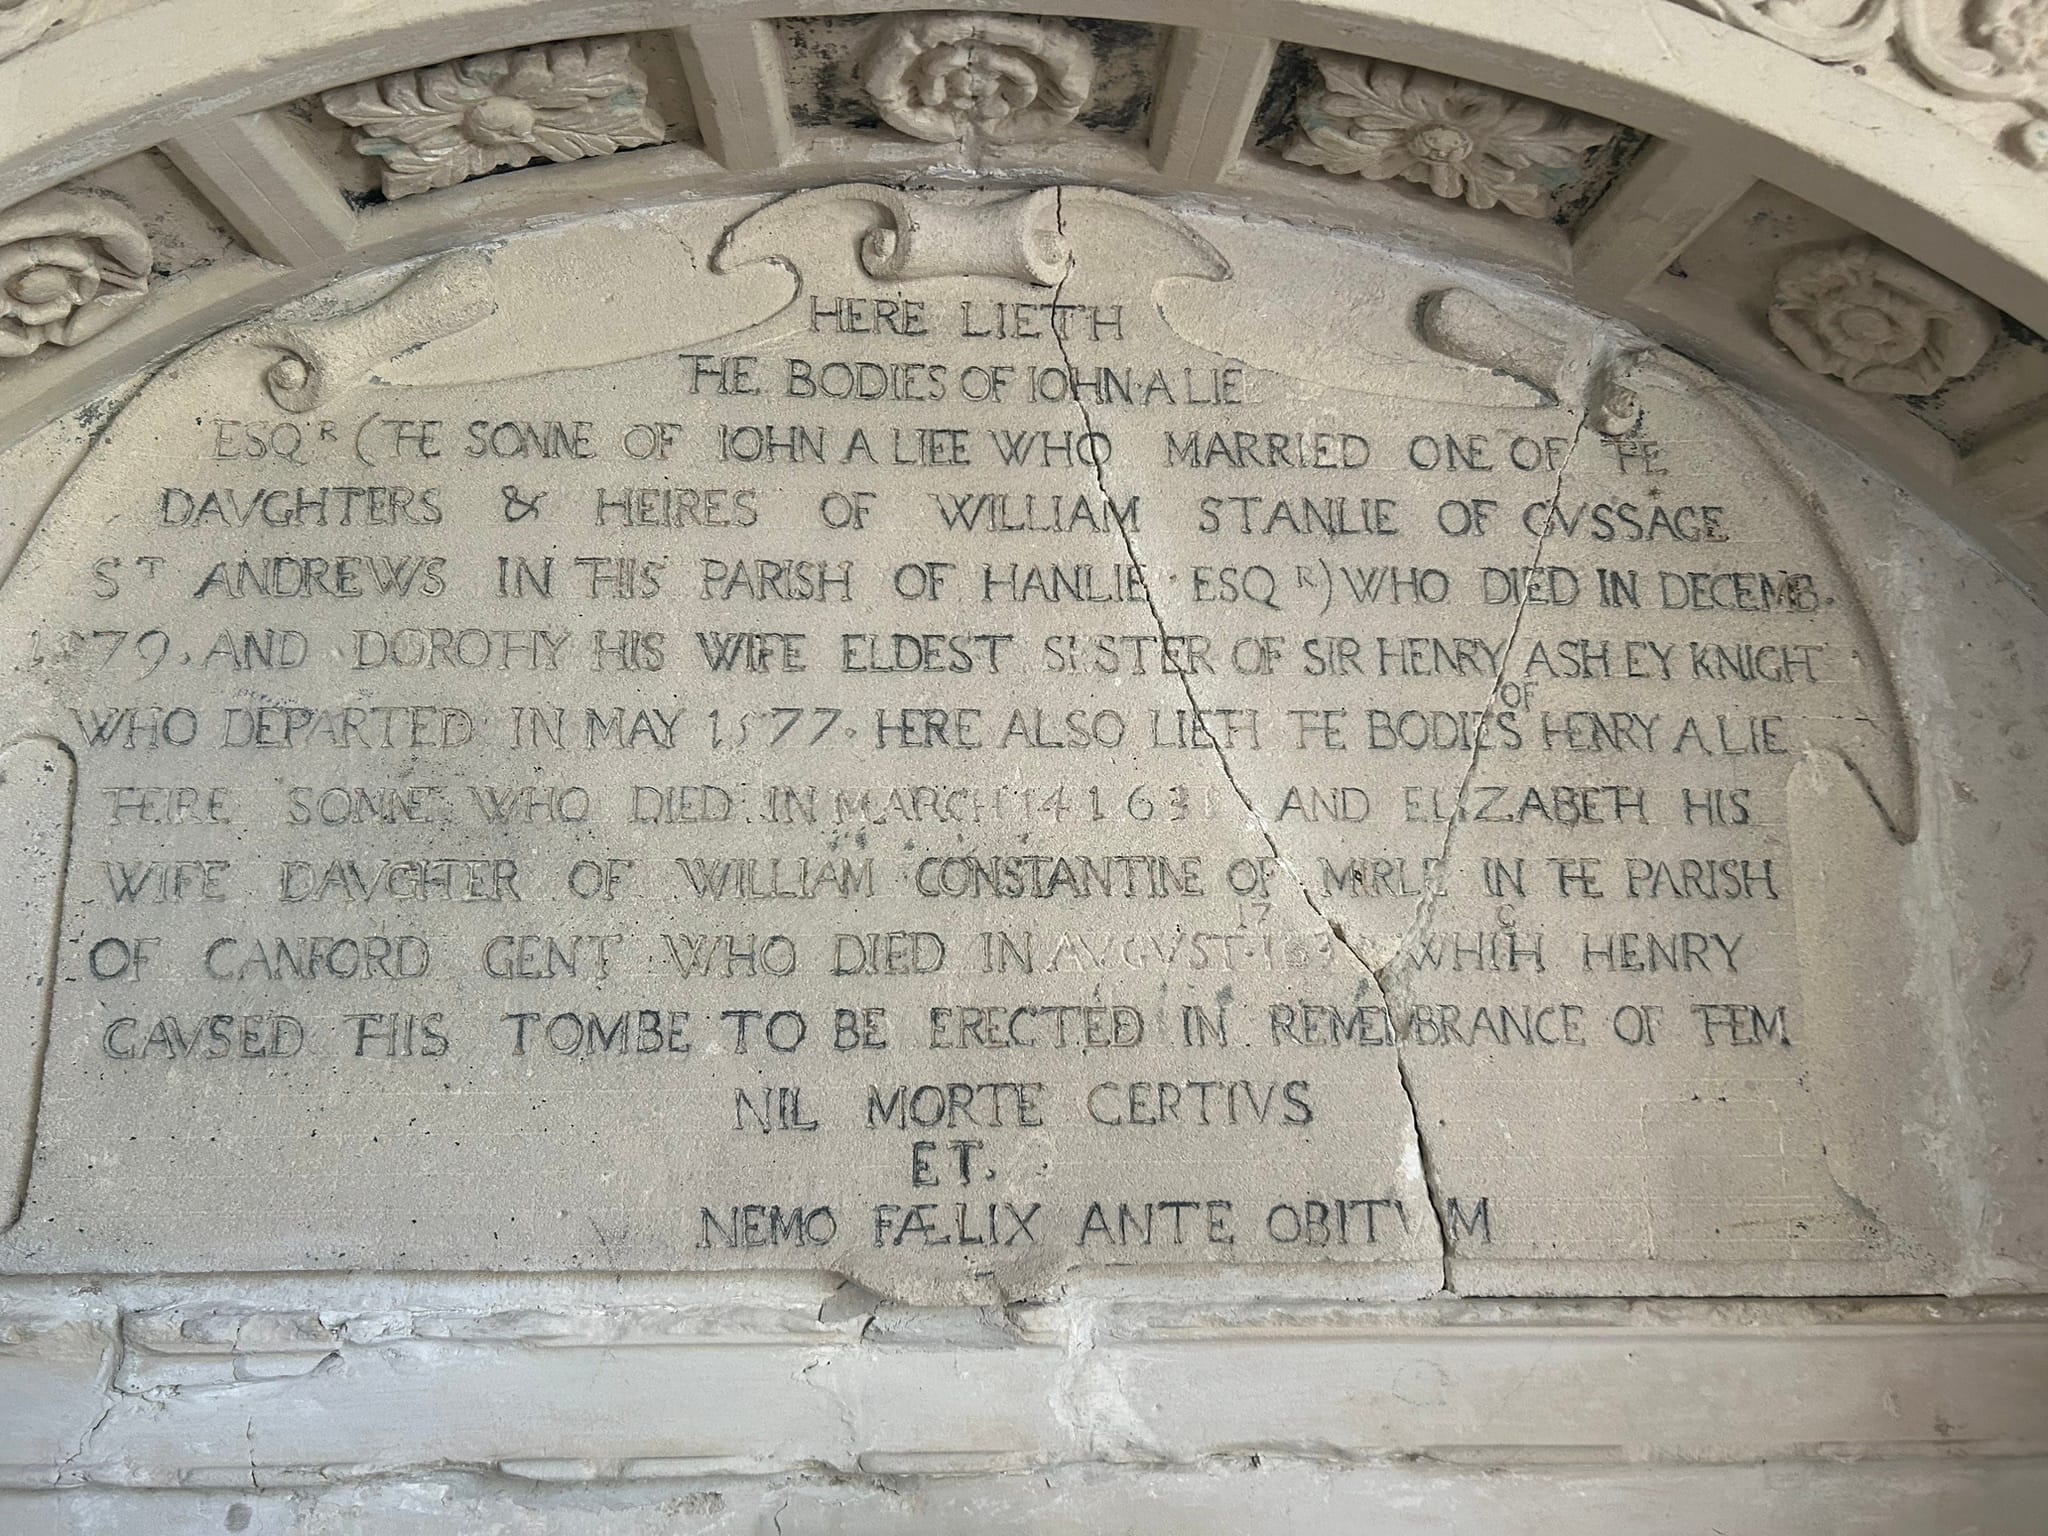 HERE LIETH
THE BODIES OF IOHN·A LIE
ESQᴿ (THE SONNE OF IOHN A LIEE WHO MARRIED ONE OF THE
DAVGHTERS & HEIRES OF WILLIAM STANLIE OF GVSSAGE
Sᵀ ANDREWS IN THIS PARISH OF HANLIE ESQᴿ) WHO DIED IN DECEMB.
AND DOROTHY HIS WIFE ELDEST SISTER OF SIR HENRY ASHLEY KNIGHT
WHO DEPARTED IN MAY 1577. HERE ALSO LIETH THE BODIES OF HENRY A LIE
THEIRE SONNE WHO DIED IN MARCH 14 AND ELIZABETH HIS
WIFE DAVGHTER OF WILLIAM CONSTANTINE OF MIRLE IN THE PARISH
OF CANFORD GENT WHO DIED IN AVGVST 17 WHICH HENRY
CAVSED THIS TOMBE TO BE ERECTED IN REMEMBRANCE OF THEM
NIL MORTE CERTIVS
ET.
NEMO FÆLIX ANTE OBITVM